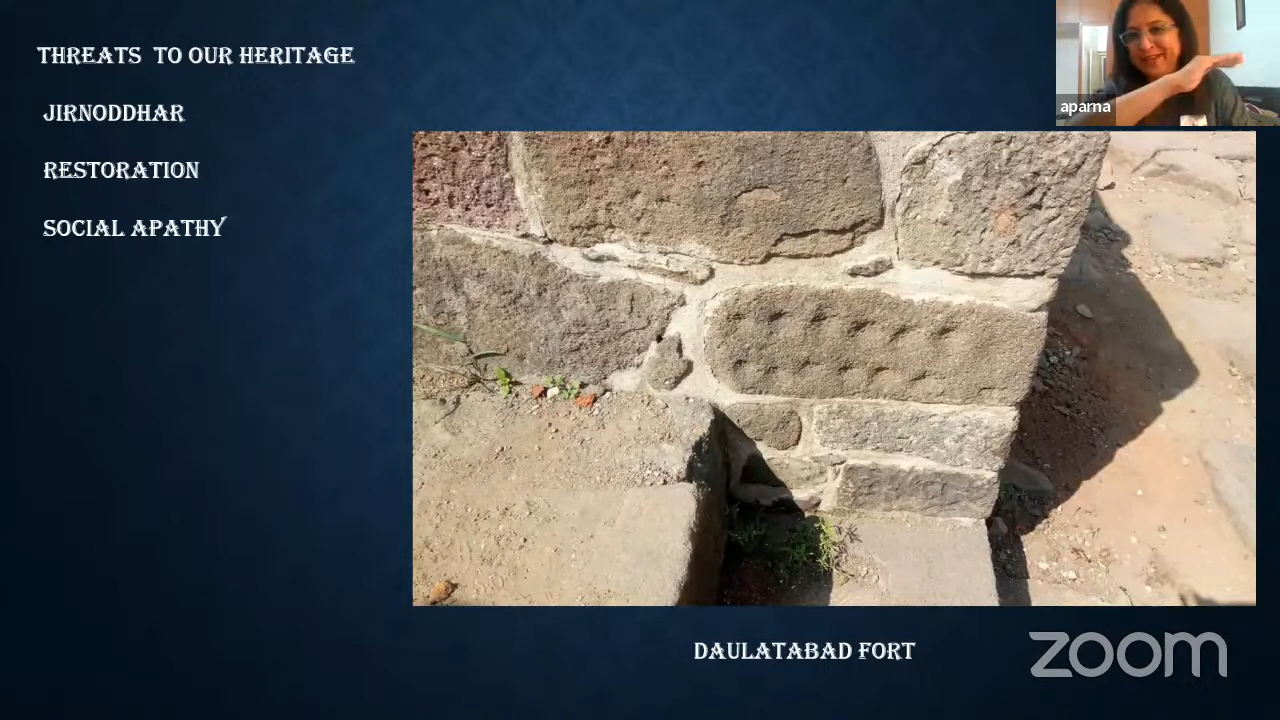 THREATS TO OUR HERITAGE
JIRNODDHAR
RESTORATION
SOCIAL APATHY
aparna
DAULATABAD FORT
zoom